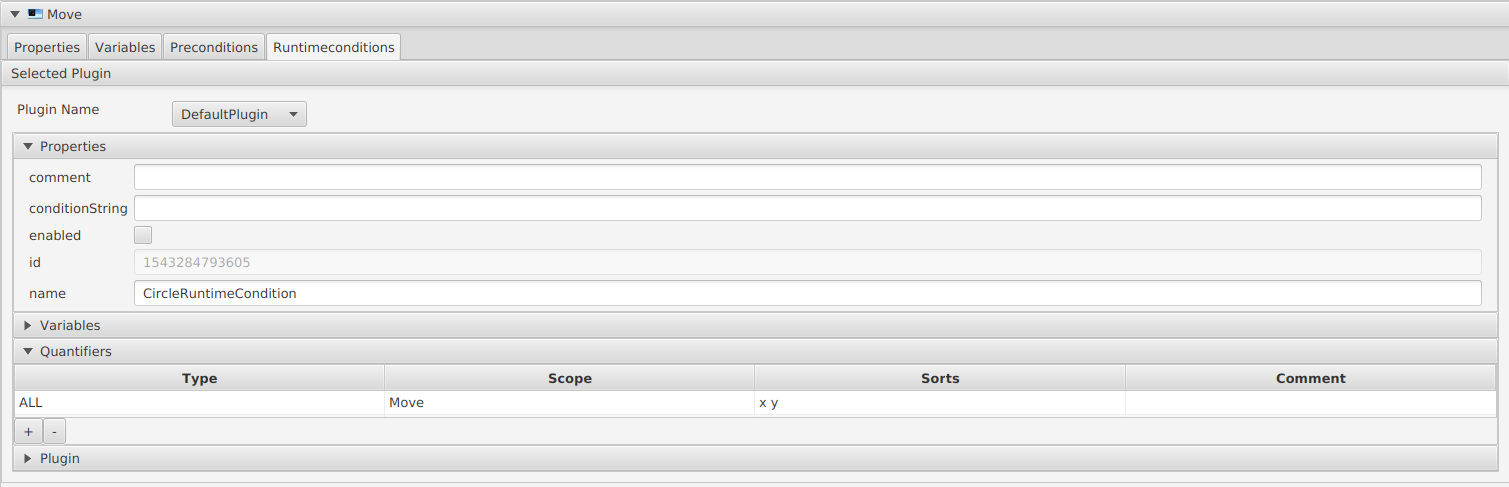 Move
Properties Variables Preconditions Runtimeconditions
Selected Plugin
Plugin Name DefaultPlugin
Properties
comment
conditionString
enabled
id 1543284793605
name CircleRuntimeCondition
Variables
Quantifiers
Type Scope Sorts Comment
ALL Move x y
+ -
Plugin